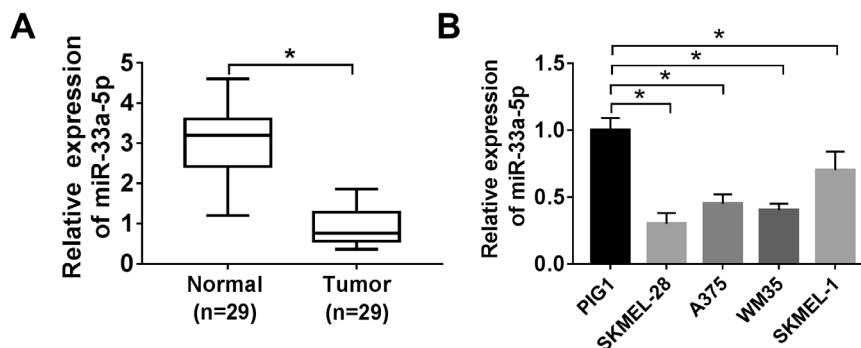 A
Relative expression
of miR-33a-5p
5
4
3
2
1
0
*
Normal
(n=29)
Tumor
(n=29)
B
Relative expression
of miR-33a-5p
1.5
1.0
0.5
0.0
*
*
*
*
PIG1
SKMEL-28
A375
WM35
SKMEL-1